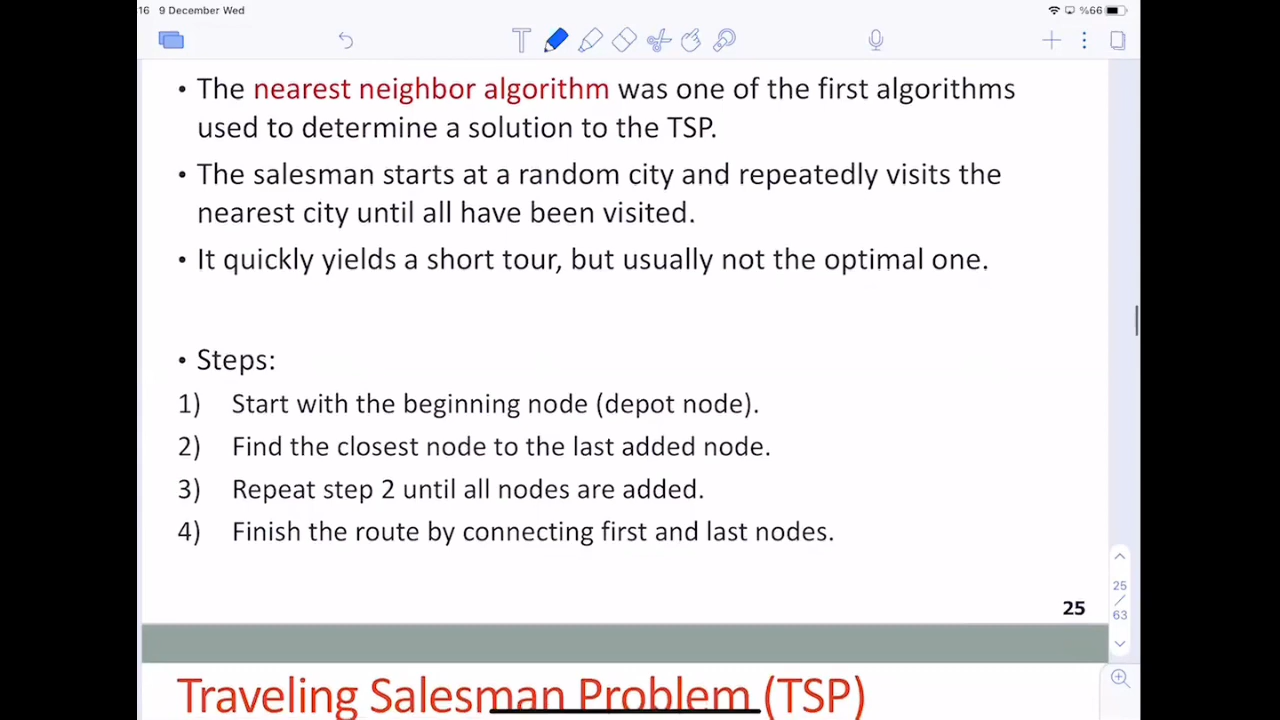 16 9 December Wed %66
• The nearest neighbor algorithm was one of the first algorithms
used to determine a solution to the TSP.
• The salesman starts at a random city and repeatedly visits the
nearest city until all have been visited.
• It quickly yields a short tour, but usually not the optimal one.
• Steps:
1) Start with the beginning node (depot node).
2) Find the closest node to the last added node.
3) Repeat step 2 until all nodes are added.
4) Finish the route by connecting first and last nodes.
25
/
63
25
Traveling Salesman Problem (TSP)